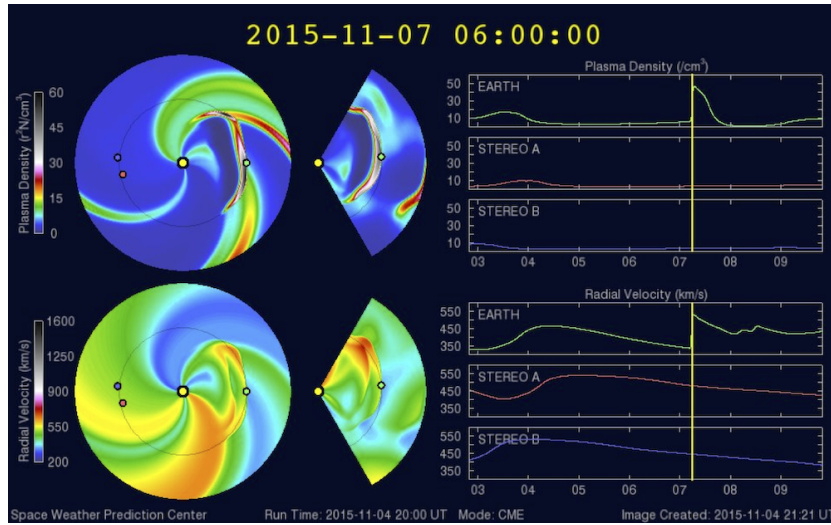 2015-11-07 06:00:00
Plasma Density (r²N/cm³)
60
45
30
15
0
Plasma Density (/cm³)
EARTH
50
30
10
STEREO A
50
30
10
STEREO B
50
30
10
03 04 05 06 07 08 09
Radial Velocity (km/s)
1600
1250
900
550
200
Radial Velocity (km/s)
EARTH
550
450
350
STEREO A
550
450
350
STEREO B
550
450
350
03 04 05 06 07 08 09
Space Weather Prediction Center Run Time: 2015-11-04 20:00 UT Mode: CME Image Created: 2015-11-04 21:21 UT